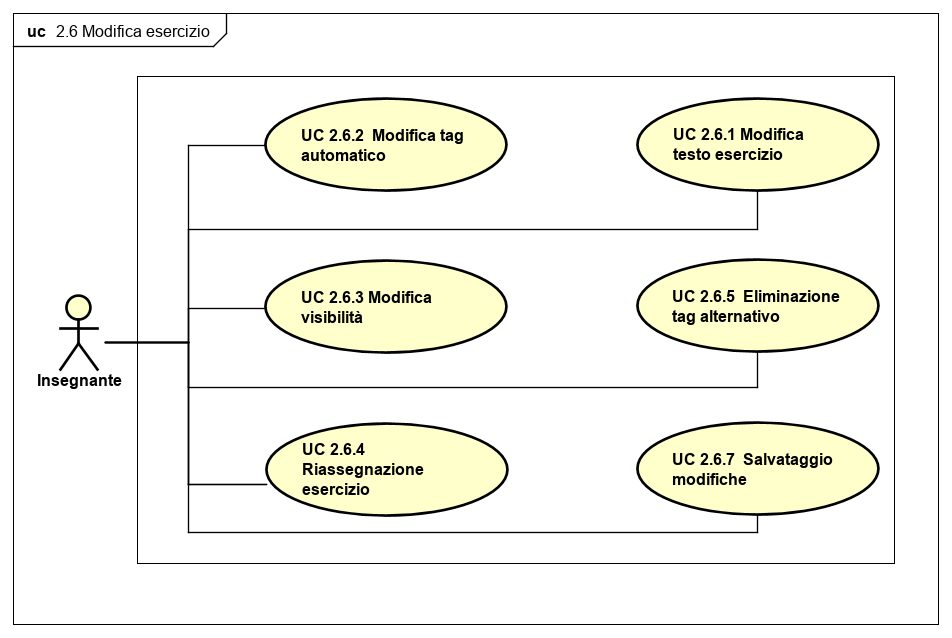 uc 2.6 Modifica esercizio
UC 2.6.2 Modifica tag
automatico
UC 2.6.1 Modifica
testo esercizio
UC 2.6.3 Modifica
visibilità
UC 2.6.5 Eliminazione
tag alternativo
Insegnante
UC 2.6.4
Riassegnazione
esercizio
UC 2.6.7 Salvataggio
modifiche